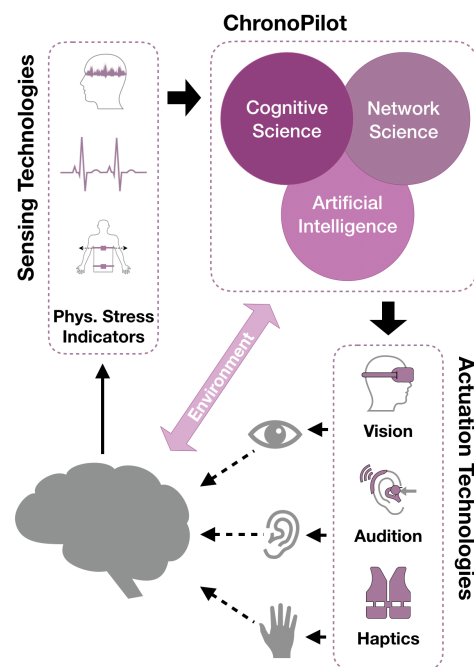 ChronoPilot
Sensing Technologies
Cognitive
Science
Network
Science
Artificial
Intelligence
Phys. Stress
Indicators
Environment
Actuation Technologies
Vision
Audition
Haptics